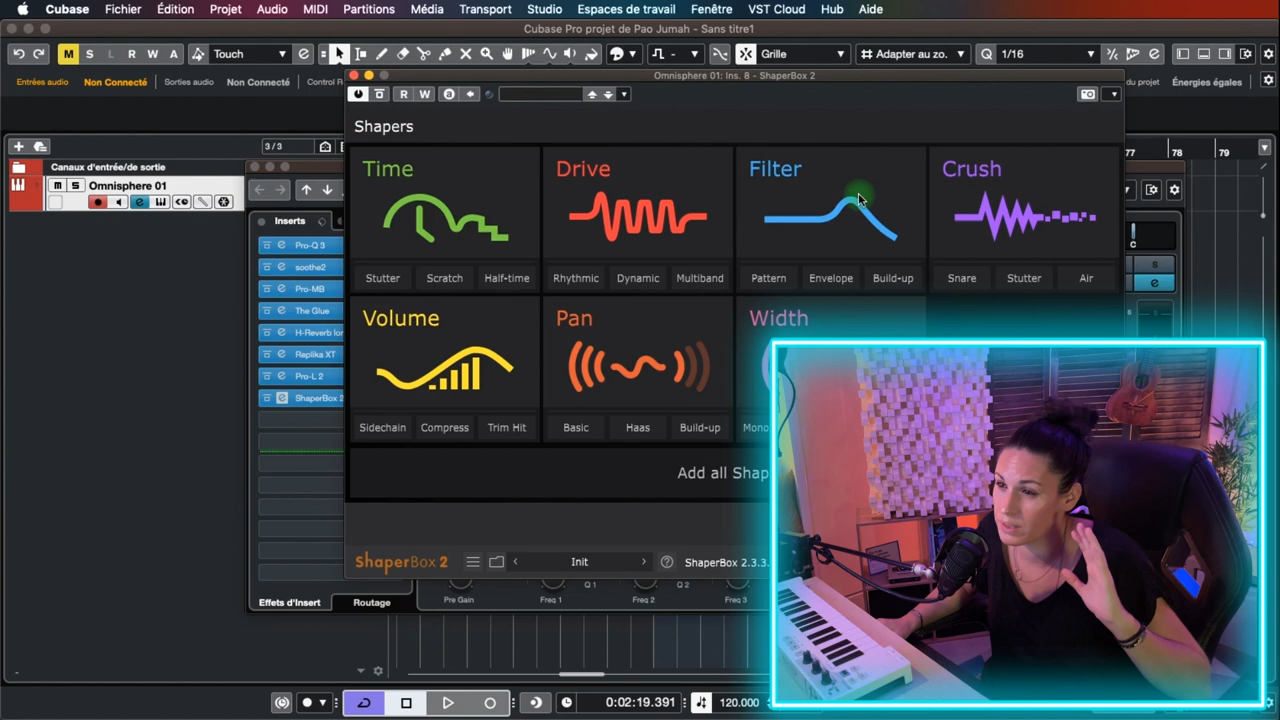 Cubase Fichier Édition Projet Audio MIDI Partitions Média Transport Studio Espaces de travail Fenêtre VST Cloud Hub Aide
Cubase Pro projet de Pao Jumah - Sans titre1
M S L R W A Touch Grille Adapter au zo. Q 1/16
Entrées audio Non Connecté Sorties audio Non Connecté Control R
du projet Énergies égales
Omnisphere 01: Ins. 8 - ShaperBox 2
R W
Shapers
3/3
77 78 79
Canaux d'entrée/de sortie
M S Omnisphere 01
Inserts
Pro-Q 3
soothe2
Pro-MB
The Glue
H-Reverb lon
Replika XT
Pro-L 2
ShaperBox 2
Time Drive Filter Crush
Stutter Scratch Half-time Rhythmic Dynamic Multiband Pattern Envelope Build-up Snare Stutter Air
Volume Pan Width
Sidechain Compress Trim Hit Basic Haas Build-up Mono
Add all Shap
ShaperBox 2 Init ShaperBox 2.3.3.
C
S
e
Q 1 Q 2
Pre Gain Freq 1 Freq 2 Freq 3
Effets d'Insert Routage
0:02:19.391 120.000